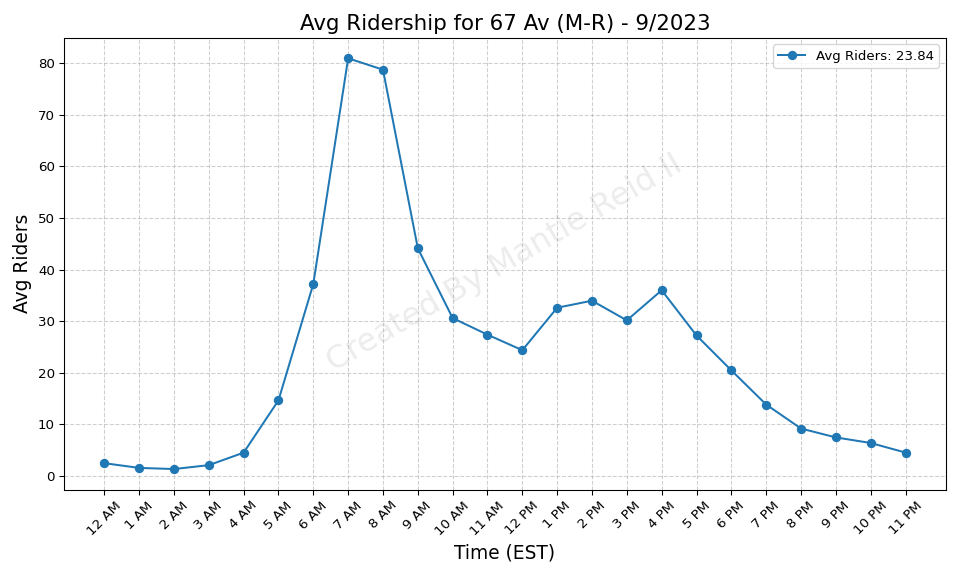 Avg Ridership for 67 Av (M-R) - 9/2023
Avg Riders: 23.84
Avg Riders
80
70
60
50
40
30
20
10
0
Created By Mantle Reid II
12 AM
1 AM
2 AM
3 AM
4 AM
5 AM
6 AM
7 AM
8 AM
9 AM
10 AM
11 AM
12 PM
1 PM
2 PM
3 PM
4 PM
5 PM
6 PM
7 PM
8 PM
9 PM
10 PM
11 PM
Time (EST)